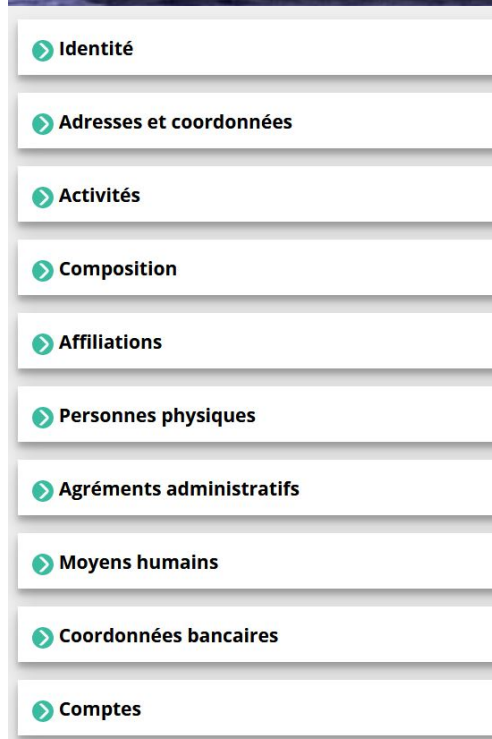 Identité
Adresses et coordonnées
Activités
Composition
Affiliations
Personnes physiques
Agréments administratifs
Moyens humains
Coordonnées bancaires
Comptes